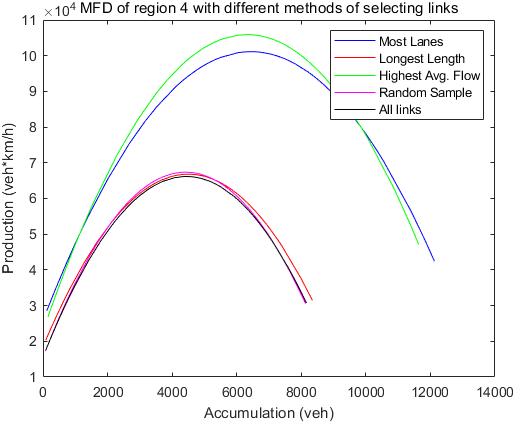 ×10⁴ MFD of region 4 with different methods of selecting links
11
10
9
8
7
6
5
4
3
2
1
Production (veh*km/h)
Most Lanes
Longest Length
Highest Avg. Flow
Random Sample
All links
0 2000 4000 6000 8000 10000 12000 14000
Accumulation (veh)